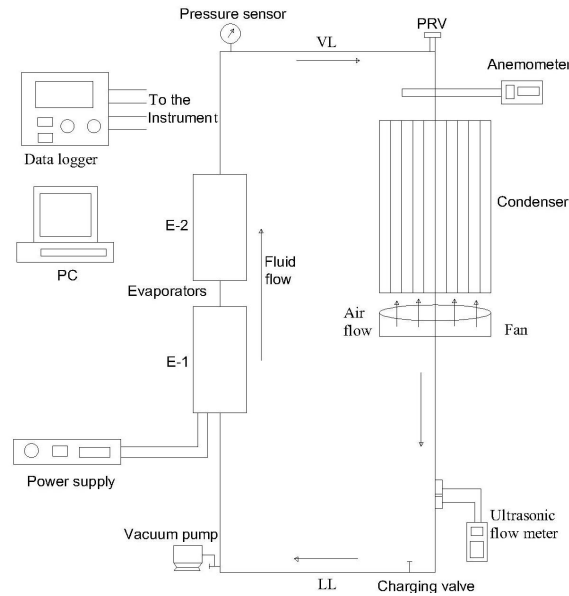 Pressure sensor
VL
PRV
Anemometer
To the
Instrument
Data logger
Condenser
E-2
PC
Fluid
flow
Evaporators
Air
flow
Fan
E-1
Power supply
Ultrasonic
flow meter
Vacuum pump
LL
Charging valve